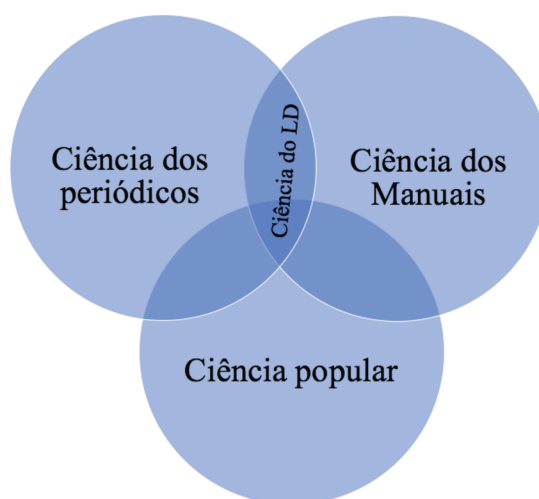 Ciência dos
periódicos
Ciência do LD
Ciência dos
Manuais
Ciência popular